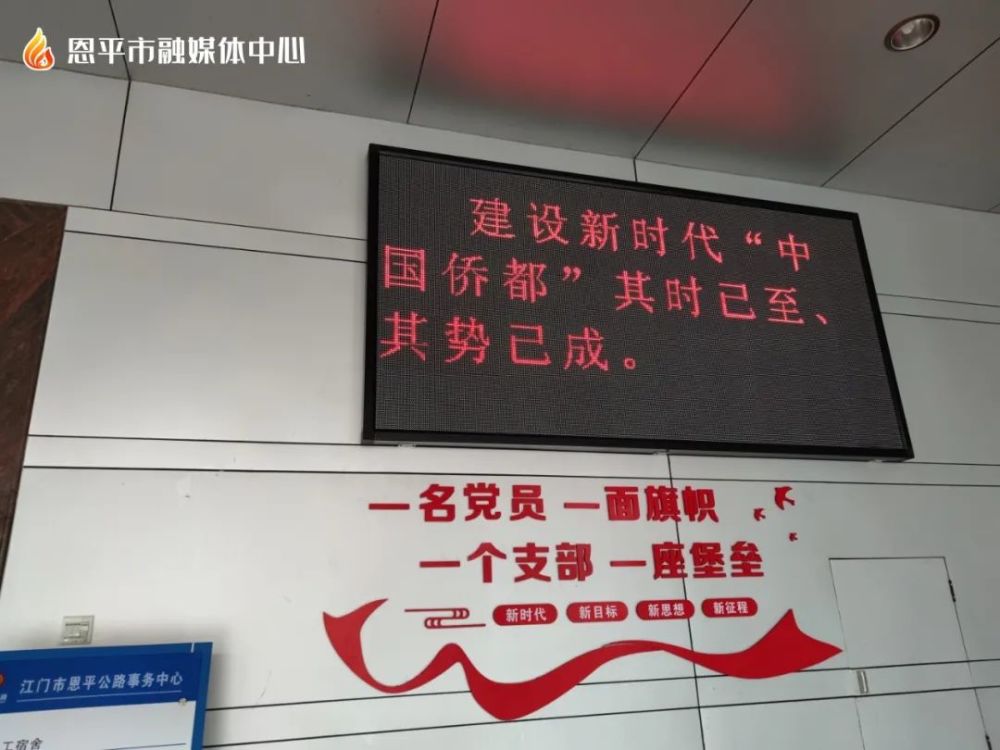 恩平市融媒体中心
建设新时代“中
国侨都”其时已至、
其势已成。
一名党员 一面旗帜
一个支部 一座堡垒
新时代 新目标 新思想 新征程
江门市恩平公路事务中心
工宿舍